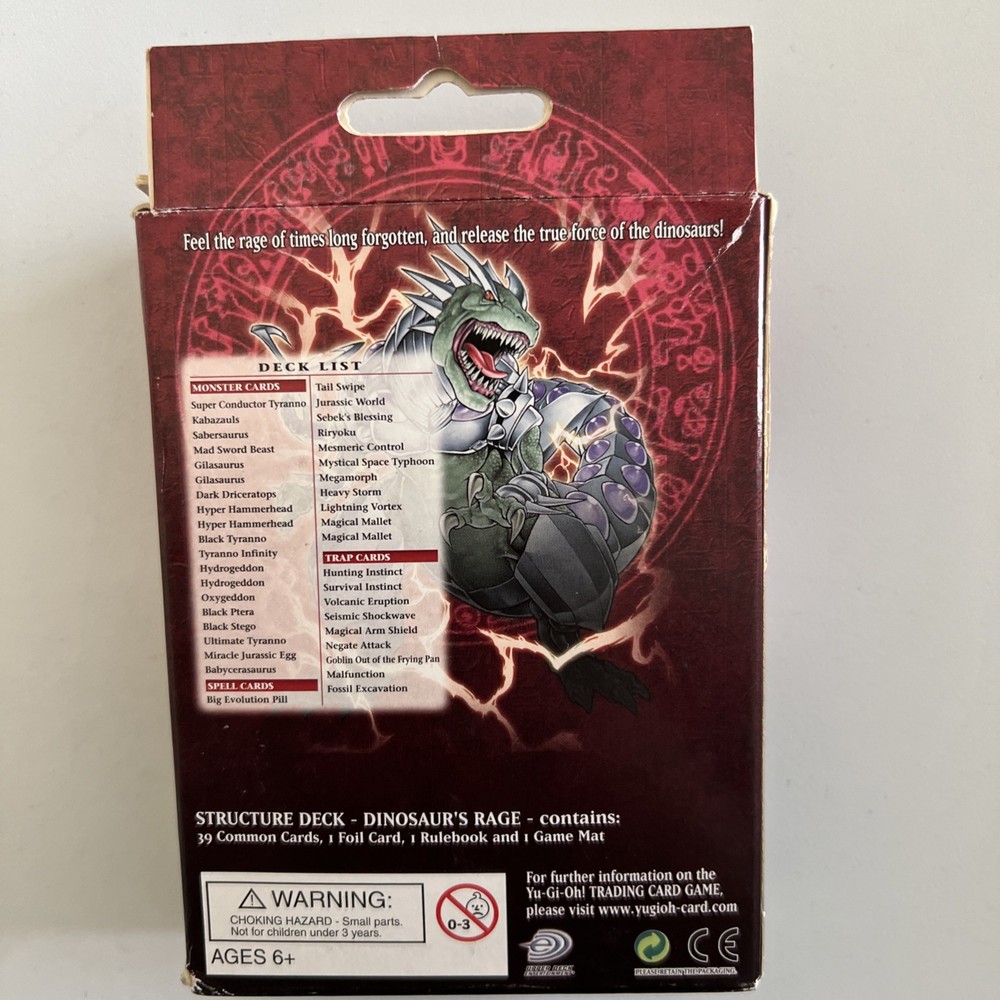 Feel the rage of times long forgotten, and release the true force of the dinosaurs!
DECK LIST
MONSTER CARDS
Super Conductor Tyranno
Kabazauls
Sabersaurus
Mad Sword Beast
Gilasaurus
Gilasaurus
Dark Driceratops
Hyper Hammerhead
Hyper Hammerhead
Black Tyranno
Tyranno Infinity
Hydrogeddon
Hydrogeddon
Oxygeddon
Black Ptera
Black Stego
Ultimate Tyranno
Miracle Jurassic Egg
Babycerasaurus
SPELL CARDS
Big Evolution Pill
Tail Swipe
Jurassic World
Sebek's Blessing
Riryoku
Mesmeric Control
Mystical Space Typhoon
Megamorph
Heavy Storm
Lightning Vortex
Magical Mallet
Magical Mallet
TRAP CARDS
Hunting Instinct
Survival Instinct
Volcanic Eruption
Seismic Shockwave
Magical Arm Shield
Negate Attack
Goblin Out of the Frying Pan
Malfunction
Fossil Excavation
STRUCTURE DECK - DINOSAUR'S RAGE - contains:
39 Common Cards, 1 Foil Card, 1 Rulebook and 1 Game Mat
WARNING:
CHOKING HAZARD - Small parts.
Not for children under 3 years.
AGES 6+
0-3
For further information on the
Yu-Gi-Oh! TRADING CARD GAME,
please visit www.yugioh-card.com
UPPER DECK
ENTERTAINMENT
CE
PLEASE RETAIN THE PACKAGING